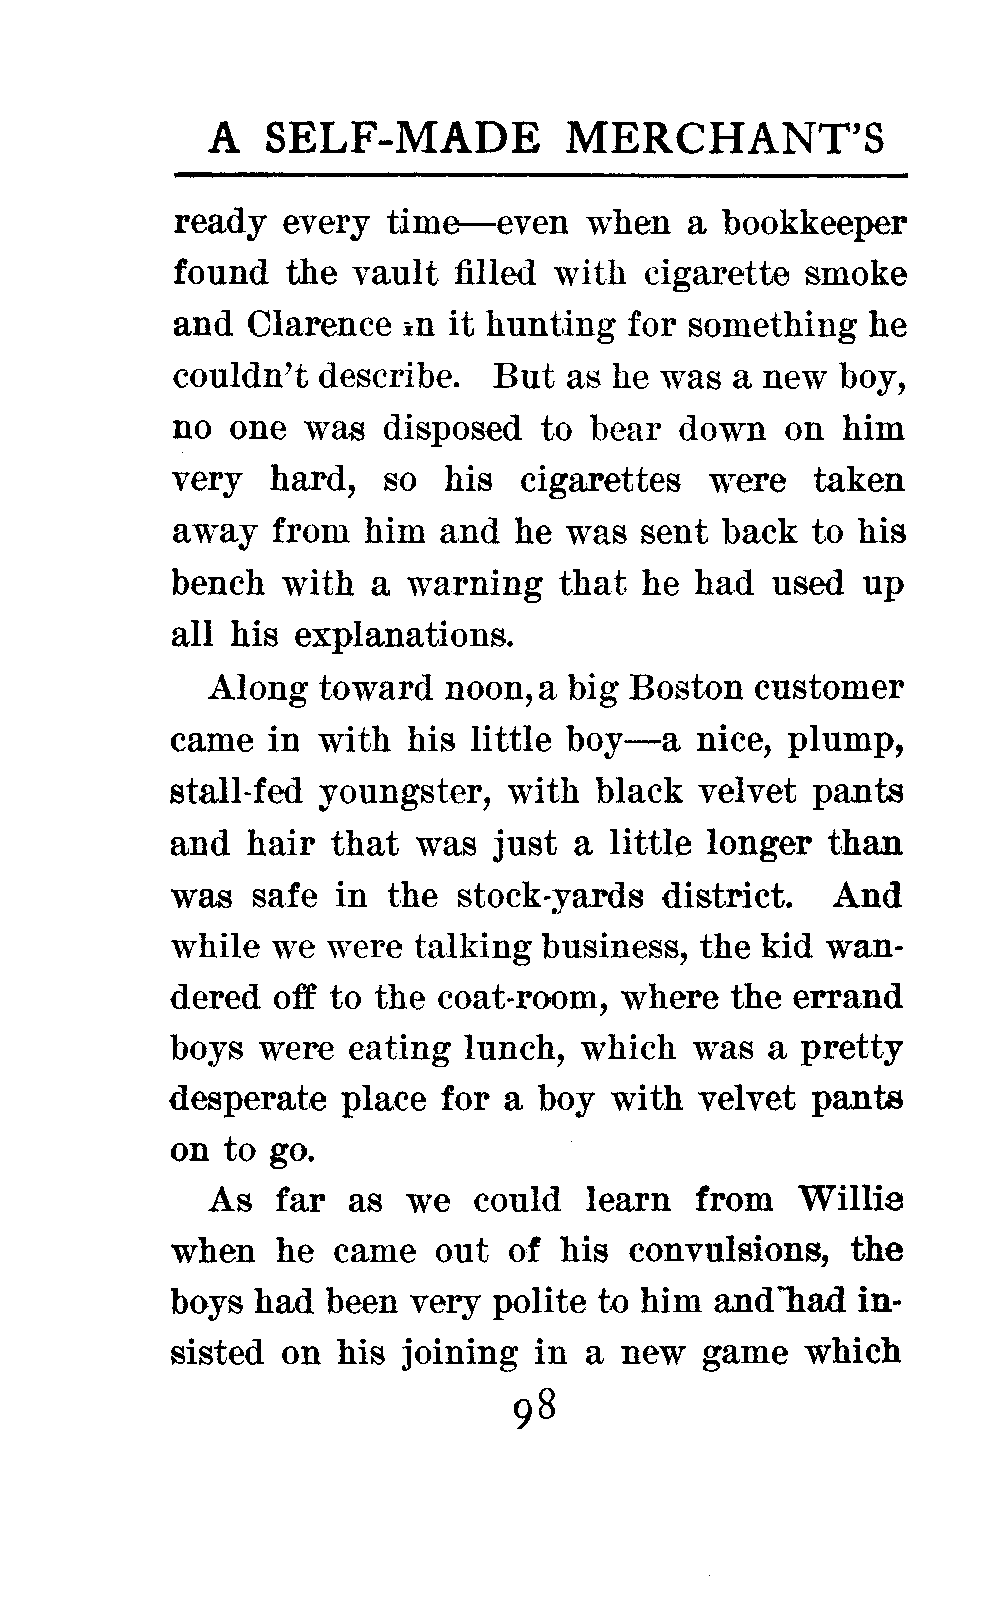 A SELF-MADE MERCHANT'S
ready every time—even when a bookkeeper
found the vault filled with cigarette smoke
and Clarence in it hunting for something he
couldn't describe. But as he was a new boy,
no one was disposed to bear down on him
very hard, so his cigarettes were taken
away from him and he was sent back to his
bench with a warning that he had used up
all his explanations.
Along toward noon, a big Boston customer
came in with his little boy—a nice, plump,
stall-fed youngster, with black velvet pants
and hair that was just a little longer than
was safe in the stock-yards district. And
while we were talking business, the kid wan-
dered off to the coat-room, where the errand
boys were eating lunch, which was a pretty
desperate place for a boy with velvet pants
on to go.
As far as we could learn from Willie
when he came out of his convulsions, the
boys had been very polite to him and had in-
sisted on his joining in a new game which
98